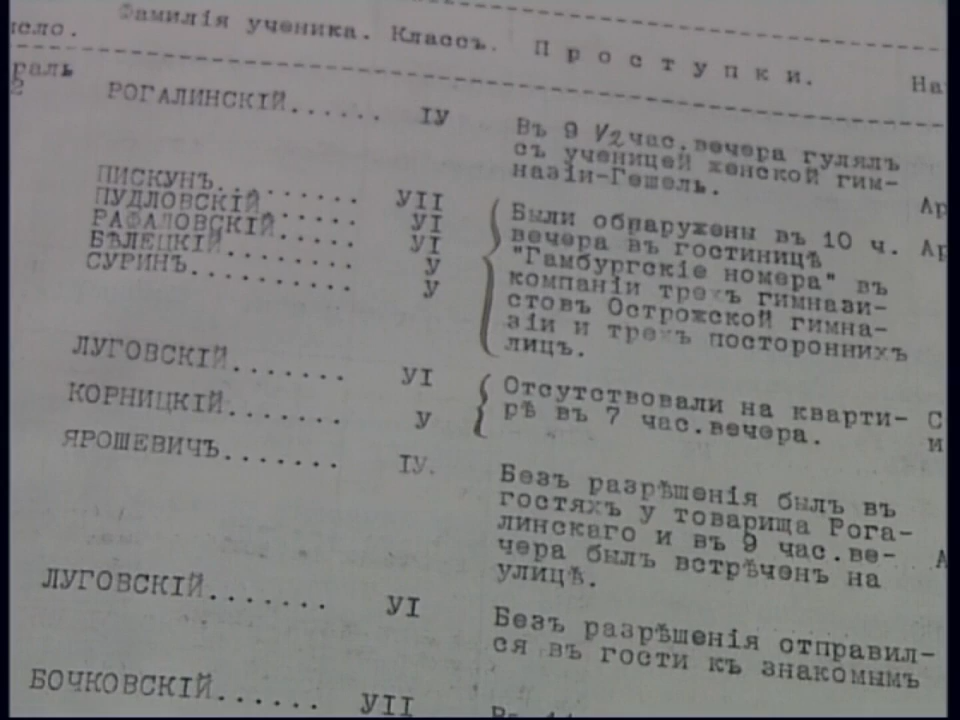 Фамилія ученика. Классъ. Проступки.
РОГАЛИНСКІЙ...... ІУ
Въ 9 1/2 час.вечера гулялъ
съ ученицей женской гим-
назіи-Гешель.
ПИСКУНЪ......... УІІ
ПУДЛОВСКІЙ...... УІ
РАФАЛОВСКІЙ..... УІ
БѢЛЕЦКІЙ........ У
СУРИНЪ.......... У
Были обнаружены въ 10 ч.
вечера въ гостиницѣ
"Гамбургскіе номера" въ
компаніи трехъ гимнази-
стовъ Острожской гимна-
зіи и трехъ постороннихъ
лицъ.
ЛУГОВСКІЙ....... УІ
КОРНИЦКІЙ....... У
Отсутствовали на кварти-
рѣ въ 7 час.вечера.
ЯРОШЕВИЧЪ....... ІУ.
Безъ разрѣшенія былъ въ
гостяхъ у товарища Рога-
линскаго и въ 9 час.ве-
чера былъ встрѣченъ на
улицѣ.
ЛУГОВСКІЙ....... УІ
Безъ разрѣшенія отправил-
ся въ гости къ знакомымъ
БОЧКОВСКІЙ...... УІІ